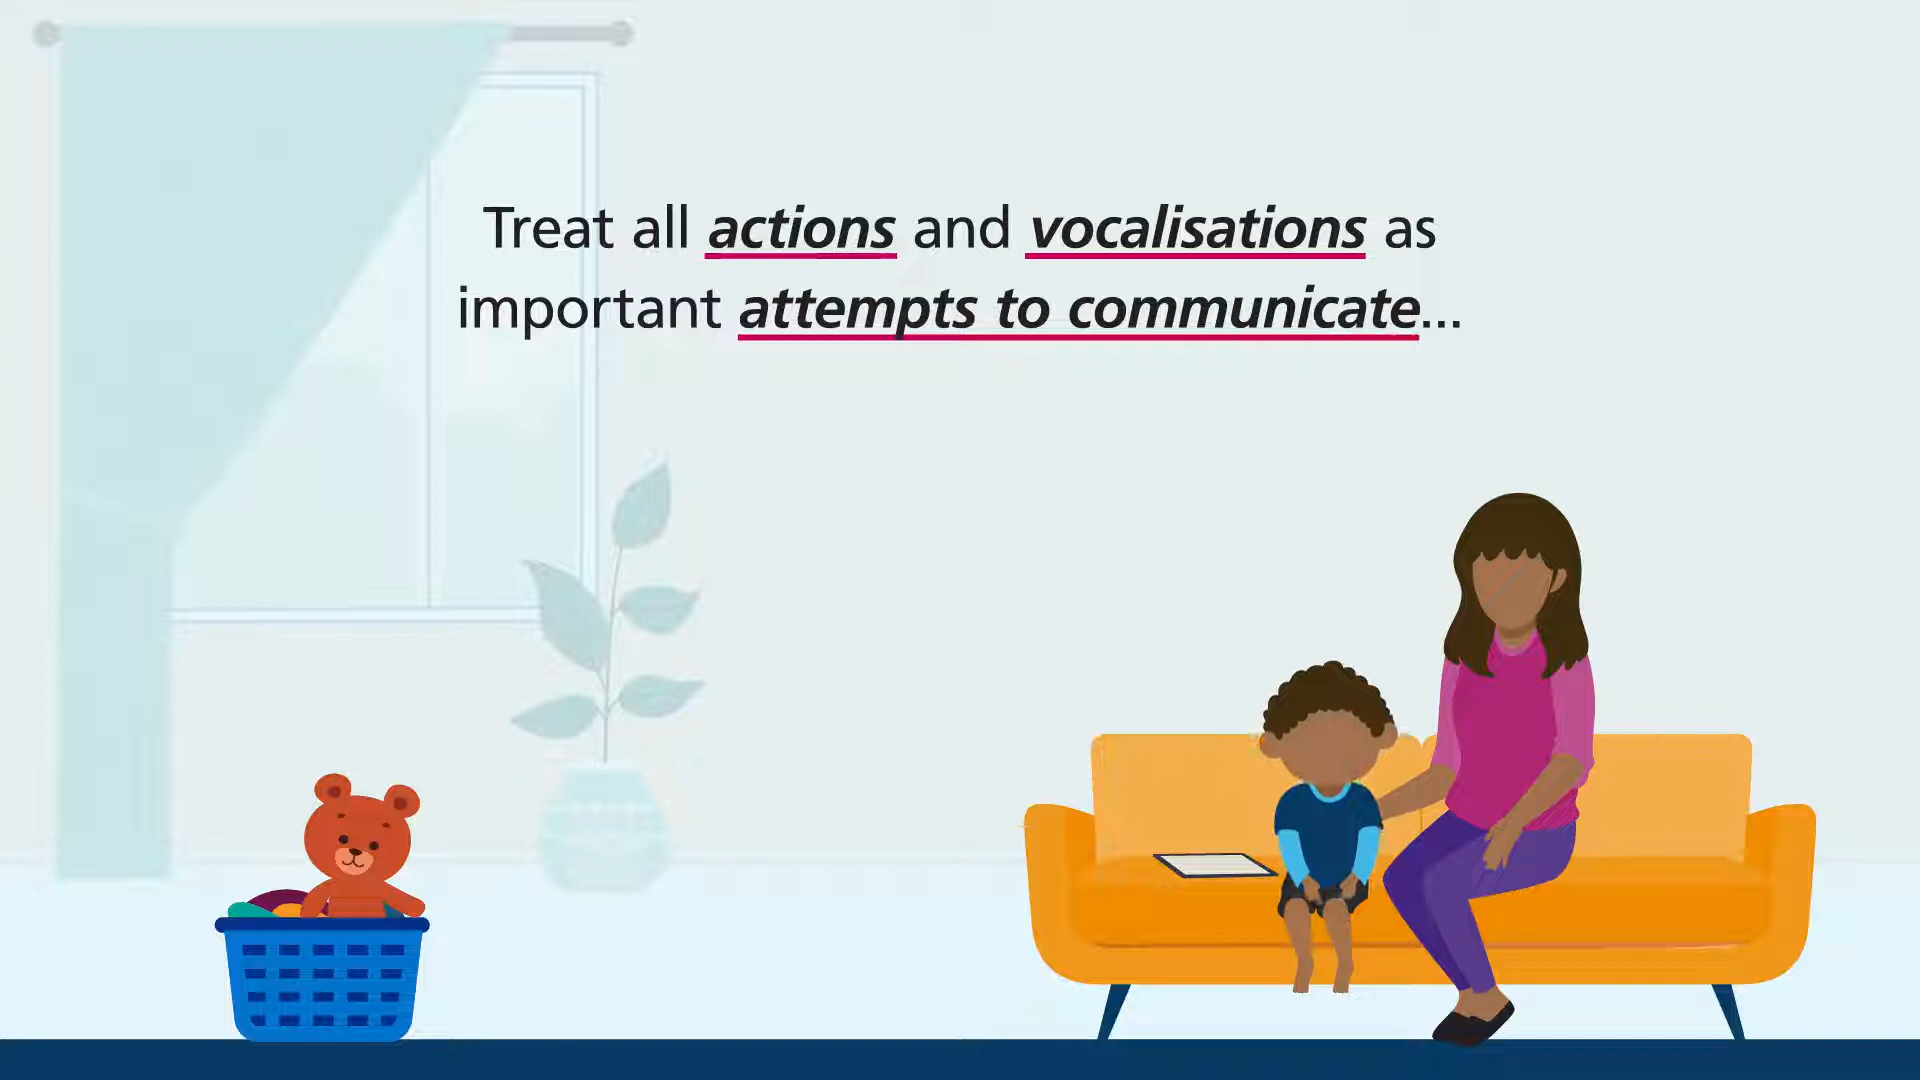 Treat all actions and vocalisations as
important attempts to communicate...